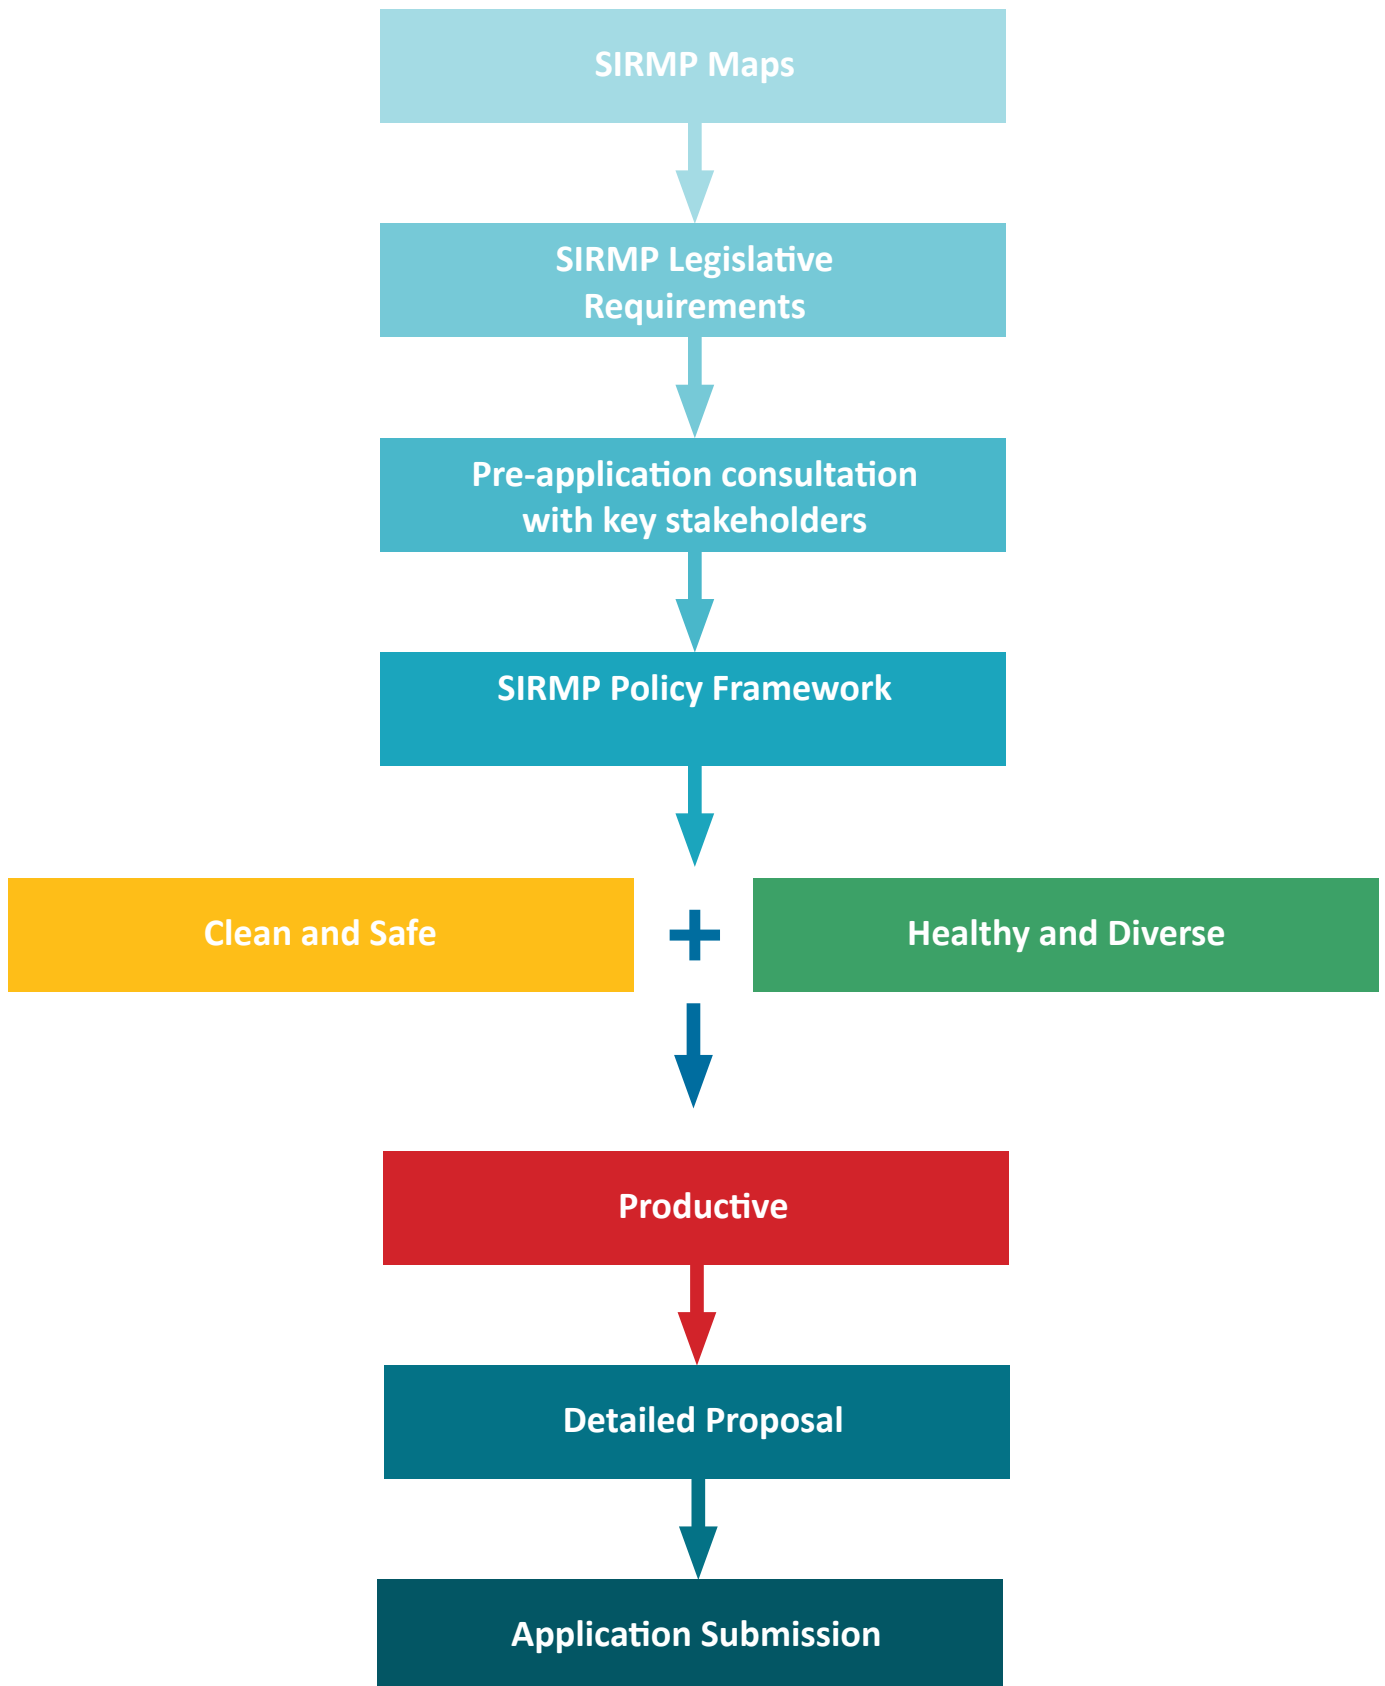 SIRMP Maps
SIRMP Legislative
Requirements
Pre-application consultation
with key stakeholders
SIRMP Policy Framework
Clean and Safe
+
Healthy and Diverse
Productive
Detailed Proposal
Application Submission